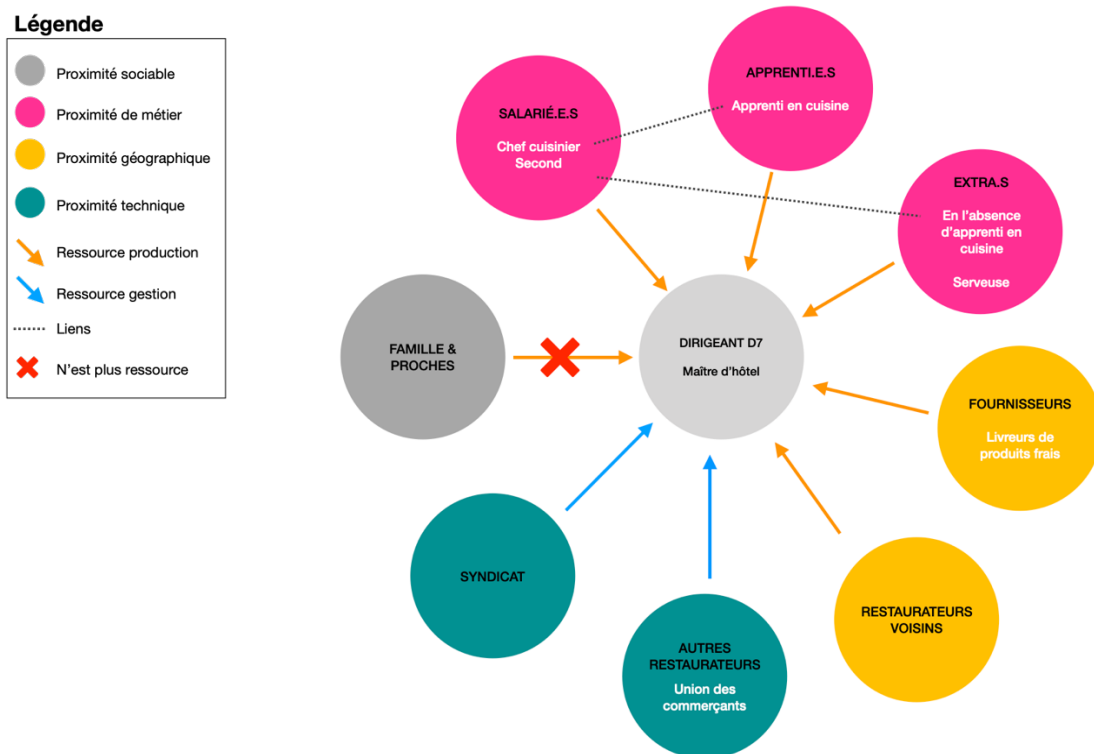 Légende
Proximité sociable
Proximité de métier
Proximité géographique
Proximité technique
Ressource production
Ressource gestion
Liens
N'est plus ressource
APPRENTI.E.S
Apprenti en cuisine
SALARIÉ.E.S
Chef cuisinier
Second
EXTRA.S
En l'absence
d'apprenti en
cuisine
Serveuse
FAMILLE &
PROCHES
DIRIGEANT D7
Maître d'hôtel
FOURNISSEURS
Livreurs de
produits frais
SYNDICAT
RESTAURATEURS
VOISINS
AUTRES
RESTAURATEURS
Union des
commerçants